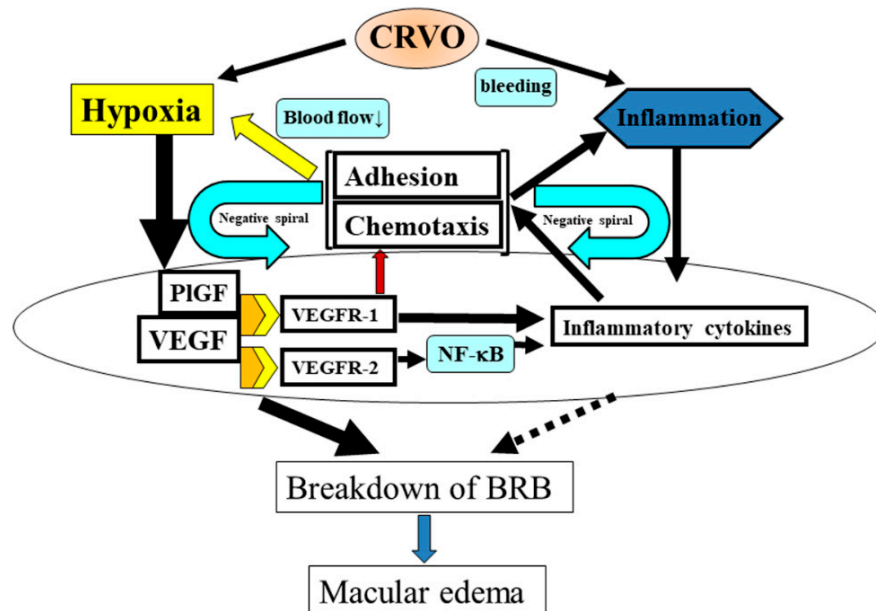 CRVO
bleeding
Hypoxia
Blood flow↓
Inflammation
Adhesion
Chemotaxis
Negative spiral
Negative spiral
PlGF
VEGF
VEGFR-1
VEGFR-2
NF-κB
Inflammatory cytokines
Breakdown of BRB
Macular edema